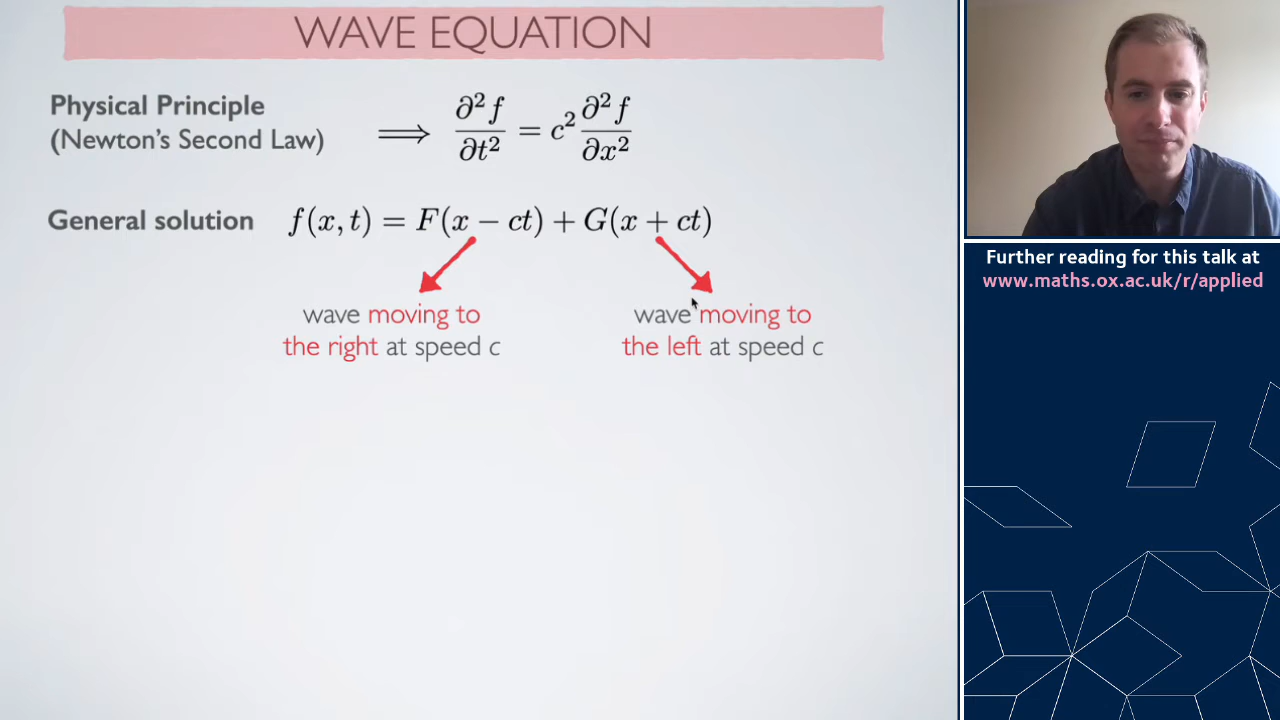 WAVE EQUATION
Physical Principle
(Newton's Second Law)
⟹ ∂²f/∂t² = c² ∂²f/∂x²
General solution f(x, t) = F(x − ct) + G(x + ct)
wave moving to
the right at speed c
wave moving to
the left at speed c
Further reading for this talk at
www.maths.ox.ac.uk/r/applied